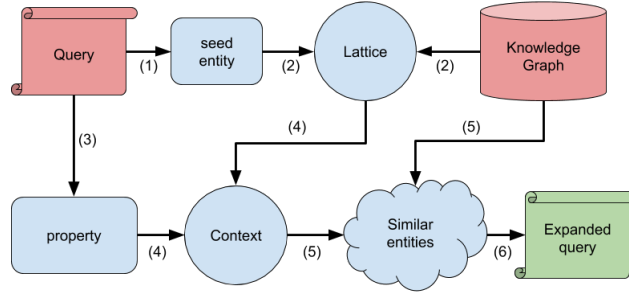 Query
(1)
seed
entity
(2)
Lattice
(2)
Knowledge
Graph
(3)
(4)
(5)
property
(4)
Context
(5)
Similar
entities
(6)
Expanded
query